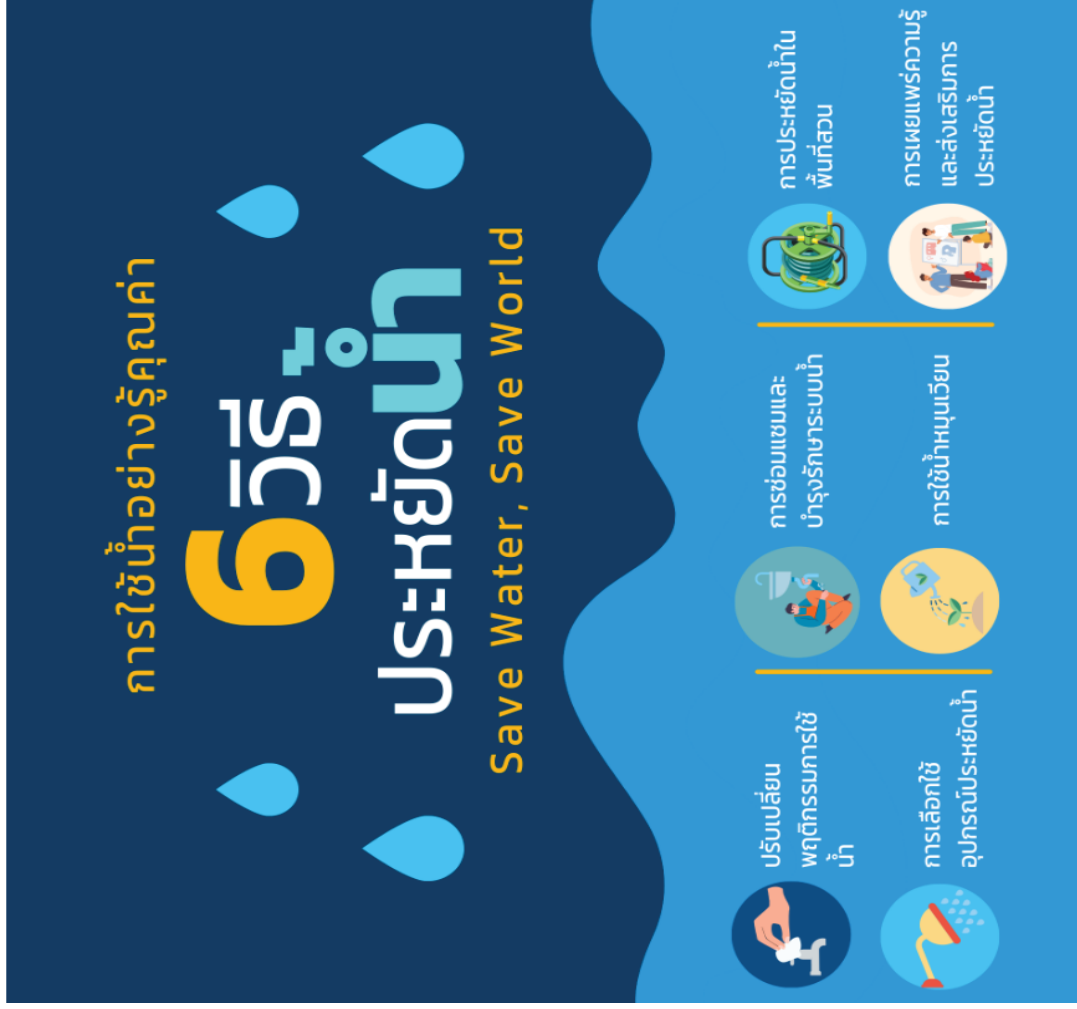 การใช้น้ำอย่างรู้คุณค่า
6วิธี
ประหยัดน้ำ
Save Water, Save World
ปรับเปลี่ยน
พฤติกรรมการใช้
น้ำ
การซ่อมแซมและ
บำรุงรักษาระบบน้ำ
การประหยัดน้ำใน
พื้นที่สวน
การเลือกใช้
อุปกรณ์ประหยัดน้ำ
การใช้น้ำหมุนเวียน
การเผยแพร่ความรู้
และส่งเสริมการ
ประหยัดน้ำ